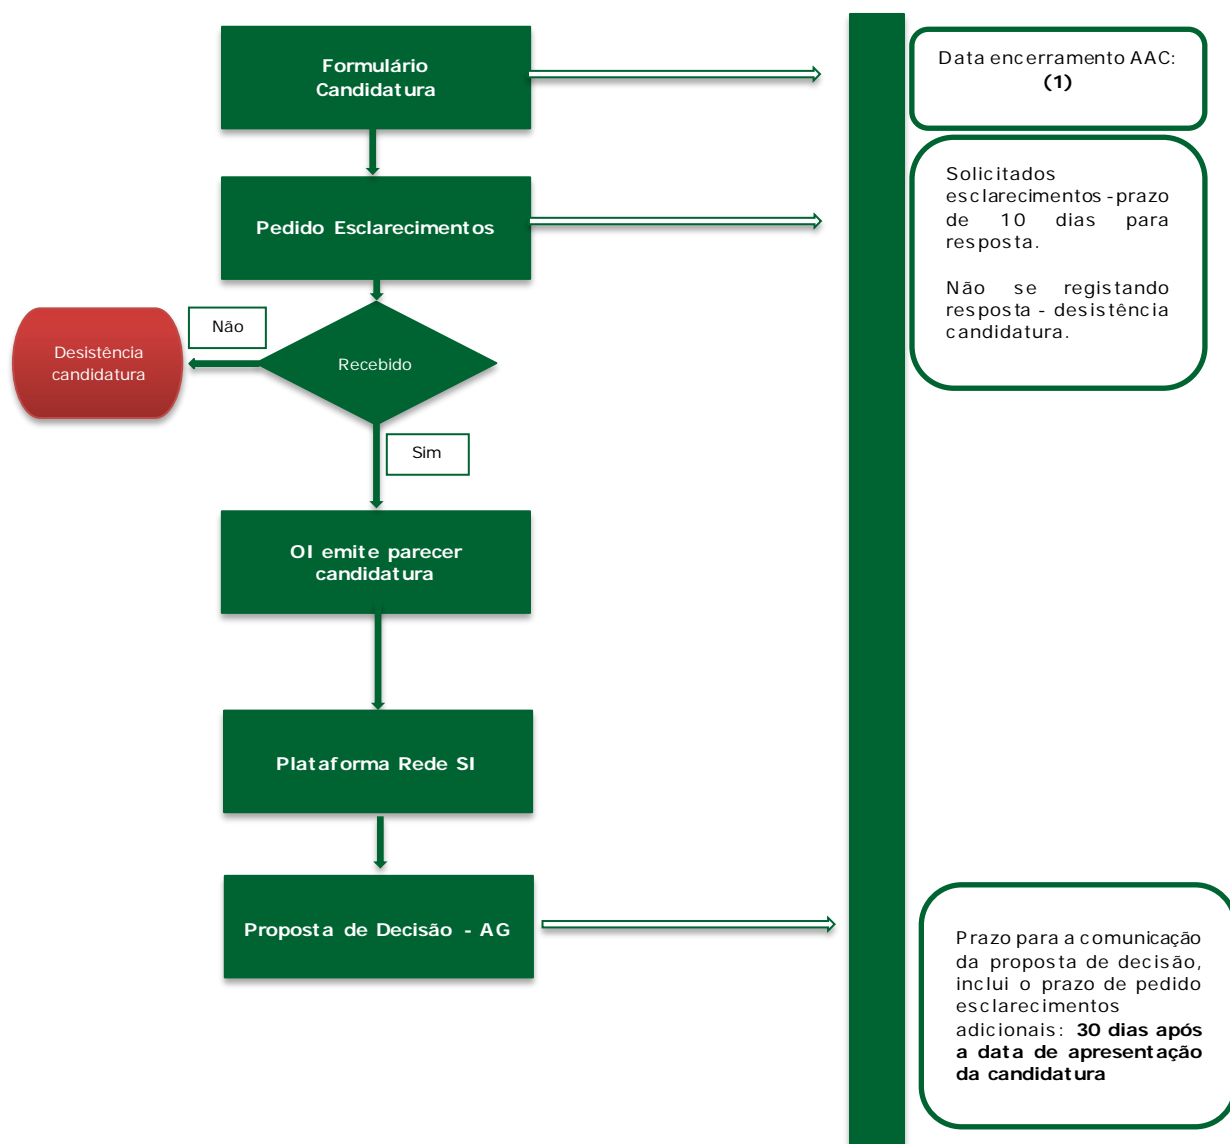 Formulário
Candidatura
Data encerramento AAC:
(1)
Pedido Esclarecimentos
Solicitados
esclarecimentos - prazo
de 10 dias para
resposta.
Não se registando
resposta - desistência
candidatura.
Não
Desistência
candidatura
Recebido
Sim
OI emite parecer
candidatura
Plataforma Rede SI
Proposta de Decisão - AG
Prazo para a comunicação
da proposta de decisão,
inclui o prazo de pedido
esclarecimentos
adicionais: 30 dias após
a data de apresentação
da candidatura